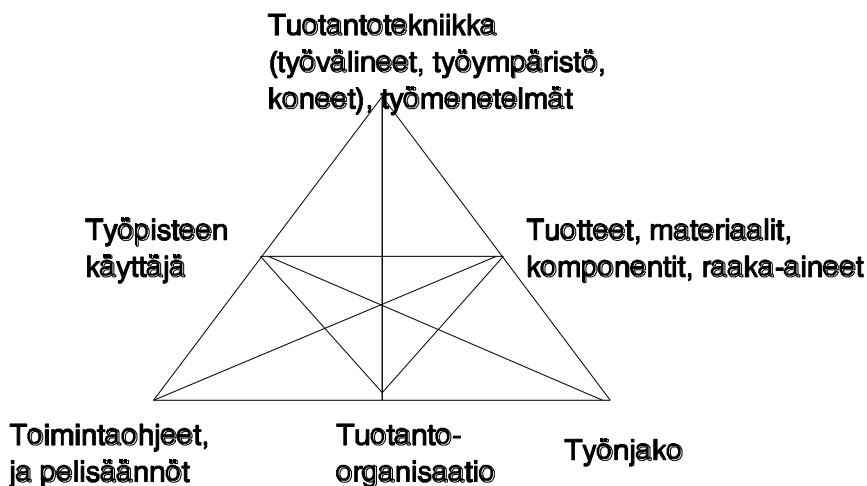 Tuotantotekniikka
(työvälineet, työympäristö,
koneet), työmenetelmät
Työpisteen
käyttäjä
Tuotteet, materiaalit,
komponentit, raaka-aineet
Toimintaohjeet,
ja pelisäännöt
Tuotanto-
organisaatio
Työnjako